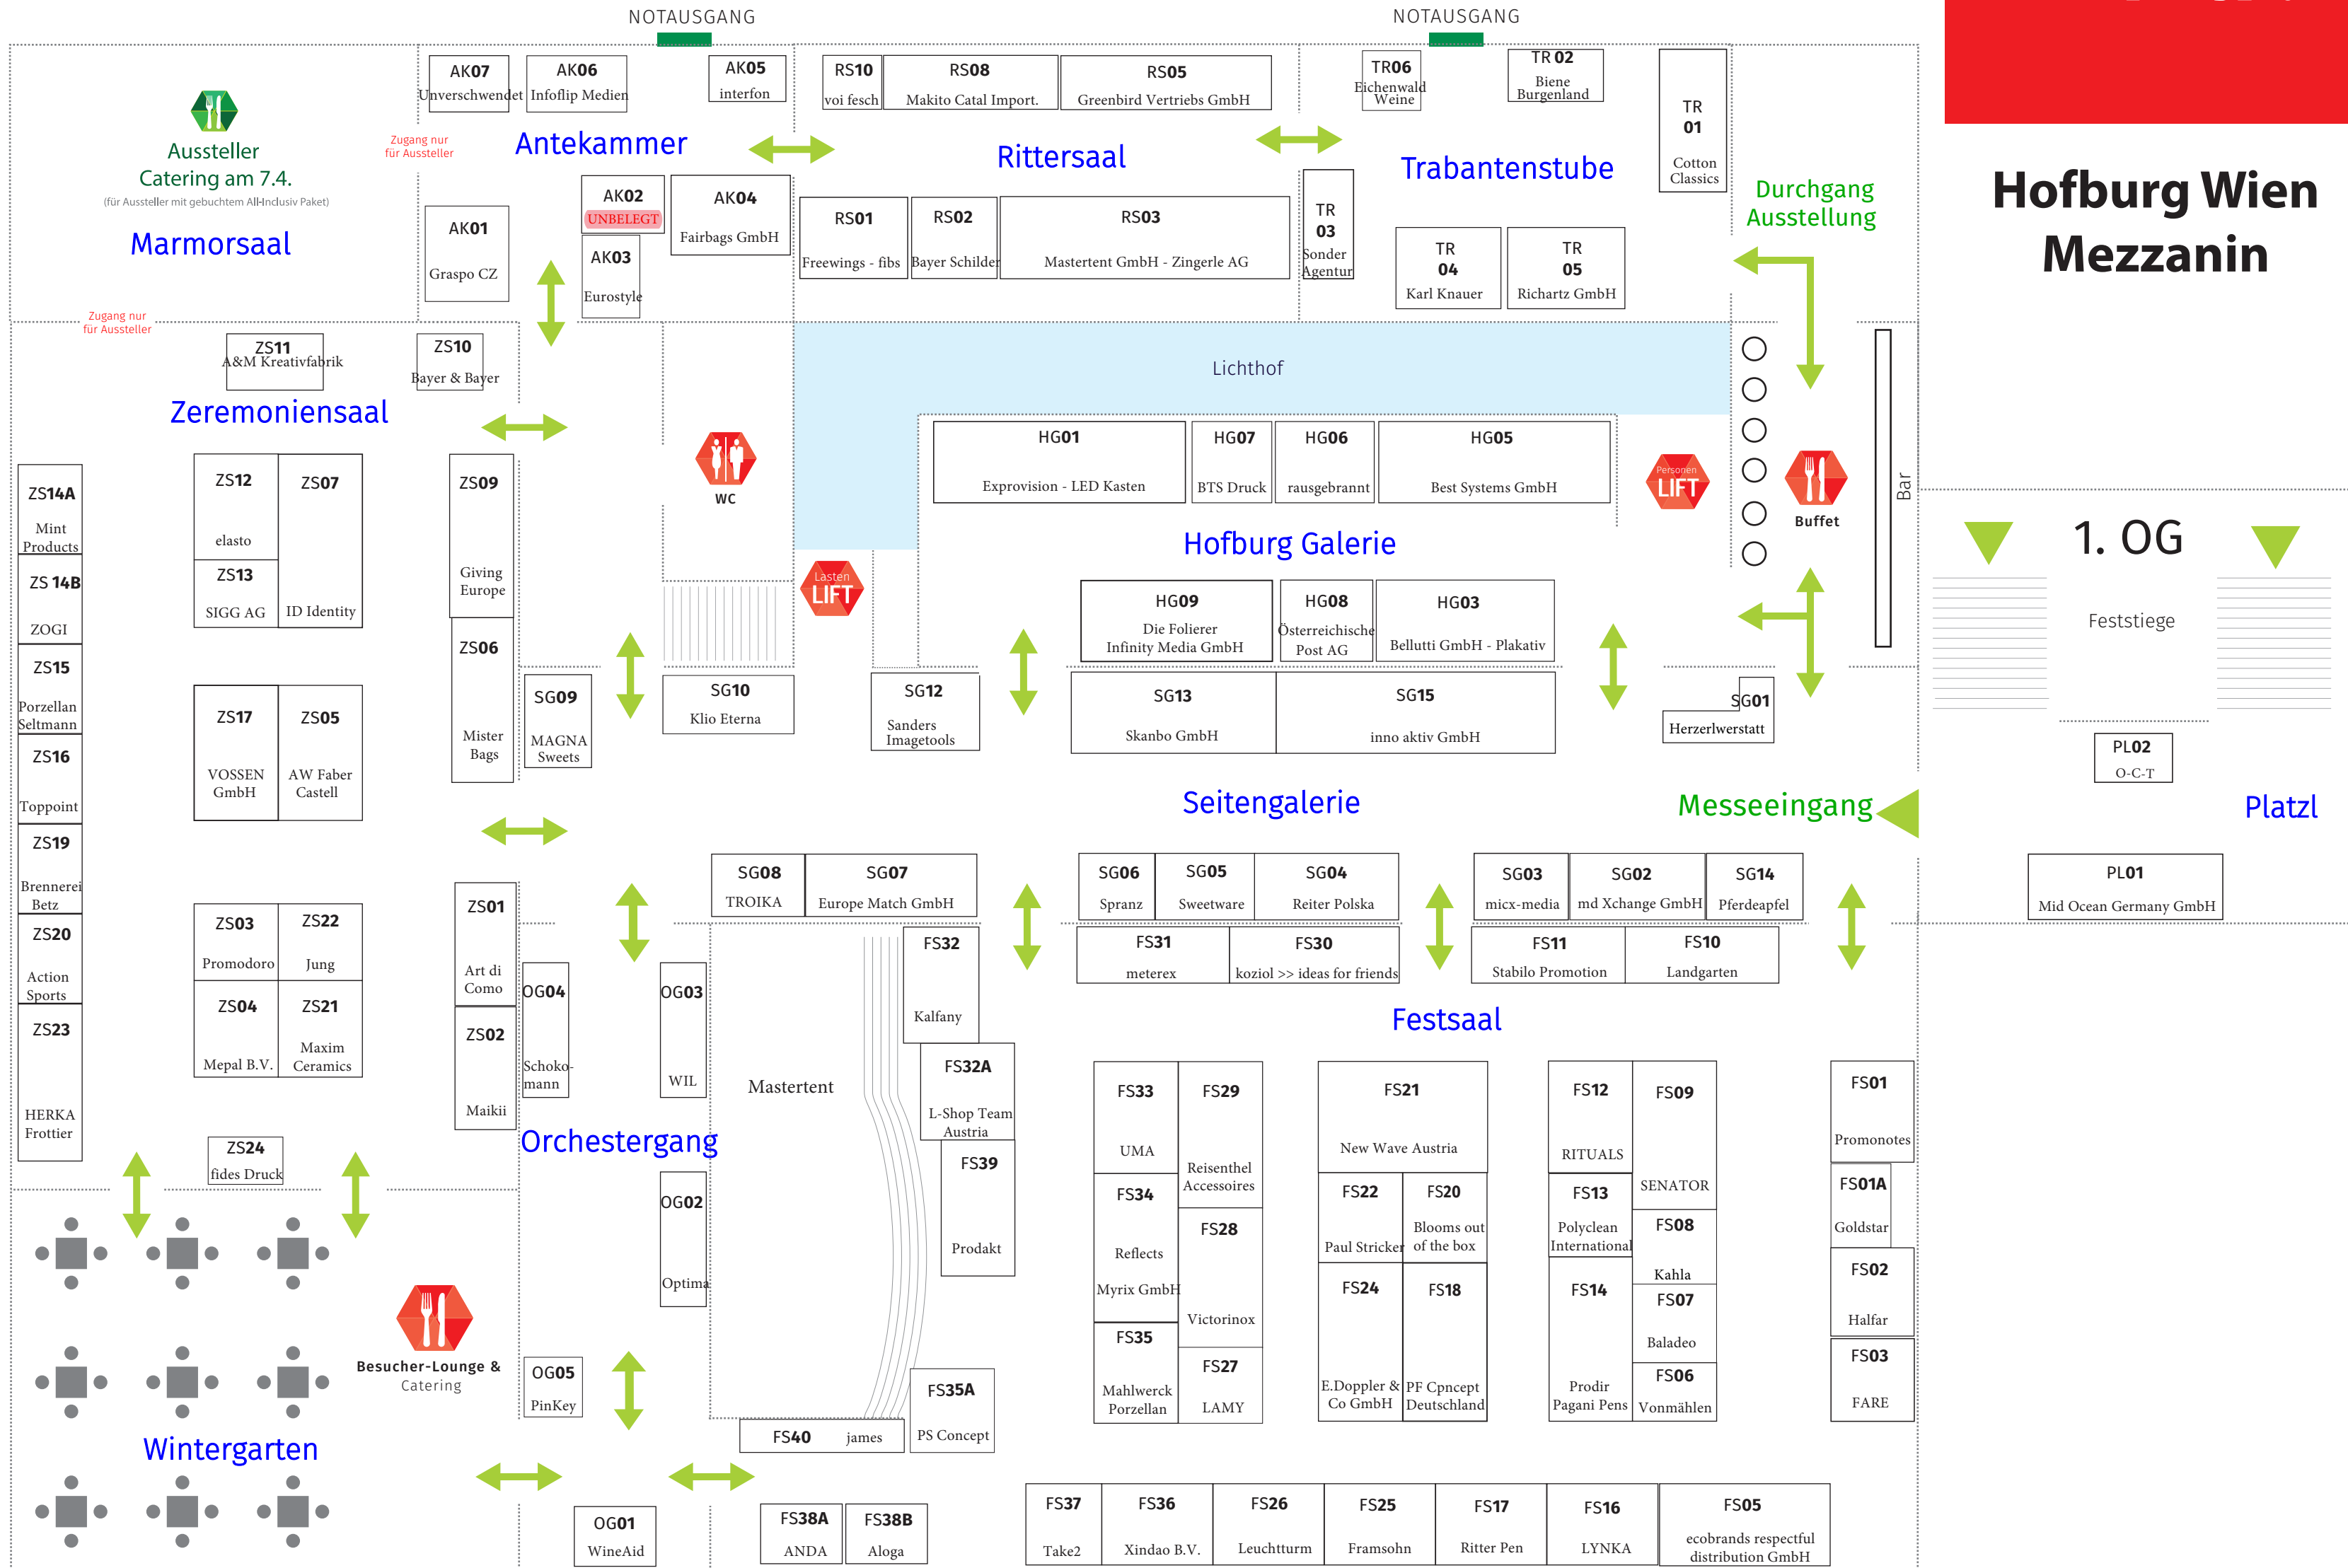 NOTAUSGANG
NOTAUSGANG
Hofburg Wien
Mezzanin
Aussteller
Catering am 7.4.
(für Aussteller mit gebuchtem All-Inclusiv Paket)
Marmorsaal
Zugang nur
für Aussteller
Zugang nur
für Aussteller
AK07
Unverschwendet
AK06
Infoflip Medien
AK05
interfon
Antekammer
AK01
Graspo CZ
AK02
UNBELEGT
AK03
Eurostyle
AK04
Fairbags GmbH
RS10
voi fesch
RS08
Makito Catal Import.
RS05
Greenbird Vertriebs GmbH
Rittersaal
RS01
Freewings - fibs
RS02
Bayer Schilder
RS03
Mastertent GmbH - Zingerle AG
TR06
Eichenwald
Weine
TR 02
Biene
Burgenland
TR
01
Cotton
Classics
Trabantenstube
TR
03
Sonder
Agentur
TR
04
Karl Knauer
TR
05
Richartz GmbH
Durchgang
Ausstellung
ZS11
A&M Kreativfabrik
ZS10
Bayer & Bayer
Zeremoniensaal
ZS14A
Mint
Products
ZS 14B
ZOGI
ZS15
Porzellan
Seltmann
ZS16
Toppoint
ZS19
Brennerei
Betz
ZS20
Action
Sports
ZS23
HERKA
Frottier
ZS12
elasto
ZS13
SIGG AG
ZS07
ID Identity
ZS09
Giving
Europe
ZS06
Mister
Bags
ZS17
VOSSEN
GmbH
ZS05
AW Faber
Castell
ZS03
Promodoro
ZS22
Jung
ZS04
Mepal B.V.
ZS21
Maxim
Ceramics
ZS01
Art di
Como
ZS02
Maikii
ZS24
fides Druck
WC
Lasten
LIFT
Lichthof
HG01
Exprovision - LED Kasten
HG07
BTS Druck
HG06
rausgebrannt
HG05
Best Systems GmbH
Personen
LIFT
Buffet
Bar
Hofburg Galerie
HG09
Die Folierer
Infinity Media GmbH
HG08
Österreichische
Post AG
HG03
Bellutti GmbH - Plakativ
1. OG
Feststiege
SG09
MAGNA
Sweets
SG10
Klio Eterna
SG12
Sanders
Imagetools
SG13
Skanbo GmbH
SG15
inno aktiv GmbH
SG01
Herzerlwerstatt
Seitengalerie
Messeeingang
PL02
O-C-T
Platzl
PL01
Mid Ocean Germany GmbH
SG08
TROIKA
SG07
Europe Match GmbH
SG06
Spranz
SG05
Sweetware
SG04
Reiter Polska
SG03
micx-media
SG02
md Xchange GmbH
SG14
Pferdeapfel
OG04
Schoko-
mann
OG03
WIL
Orchestergang
OG02
Optima
OG05
PinKey
OG01
WineAid
Mastertent
FS32
Kalfany
FS32A
L-Shop Team
Austria
FS39
Prodakt
FS35A
PS Concept
FS40 james
FS38A
ANDA
FS38B
Aloga
FS31
meterex
FS30
koziol >> ideas for friends
FS11
Stabilo Promotion
FS10
Landgarten
Festsaal
FS33
UMA
FS29
Reisenthel
Accessoires
FS34
Reflects
Myrix GmbH
FS28
Victorinox
FS35
Mahlwerck
Porzellan
FS27
LAMY
FS21
New Wave Austria
FS22
Paul Stricker
FS20
Blooms out
of the box
FS24
E.Doppler &
Co GmbH
FS18
PF Cpncept
Deutschland
FS12
RITUALS
FS09
SENATOR
FS13
Polyclean
International
FS08
Kahla
FS14
Prodir
Pagani Pens
FS07
Baladeo
FS06
Vonmählen
FS01
Promonotes
FS01A
Goldstar
FS02
Halfar
FS03
FARE
FS37
Take2
FS36
Xindao B.V.
FS26
Leuchtturm
FS25
Framsohn
FS17
Ritter Pen
FS16
LYNKA
FS05
ecobrands respectful
distribution GmbH
Besucher-Lounge &
Catering
Wintergarten